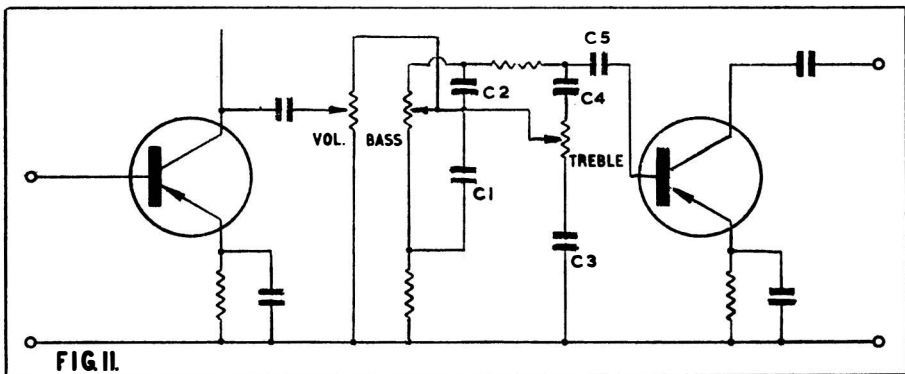 C5
C2
C4
VOL.
BASS
TREBLE
C1
C3
FIG.11.